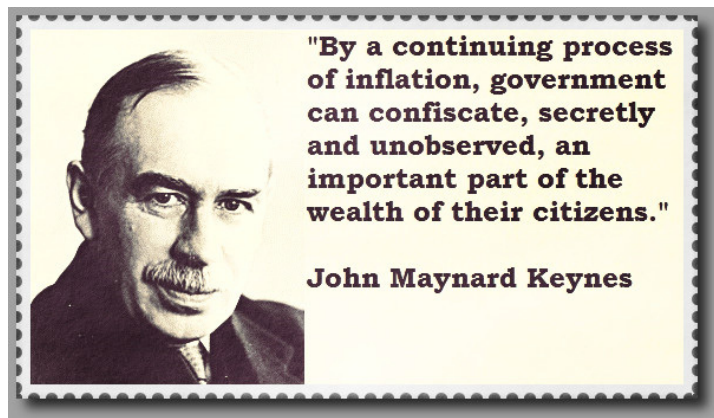 "By a continuing process
of inflation, government
can confiscate, secretly
and unobserved, an
important part of the
wealth of their citizens."
John Maynard Keynes